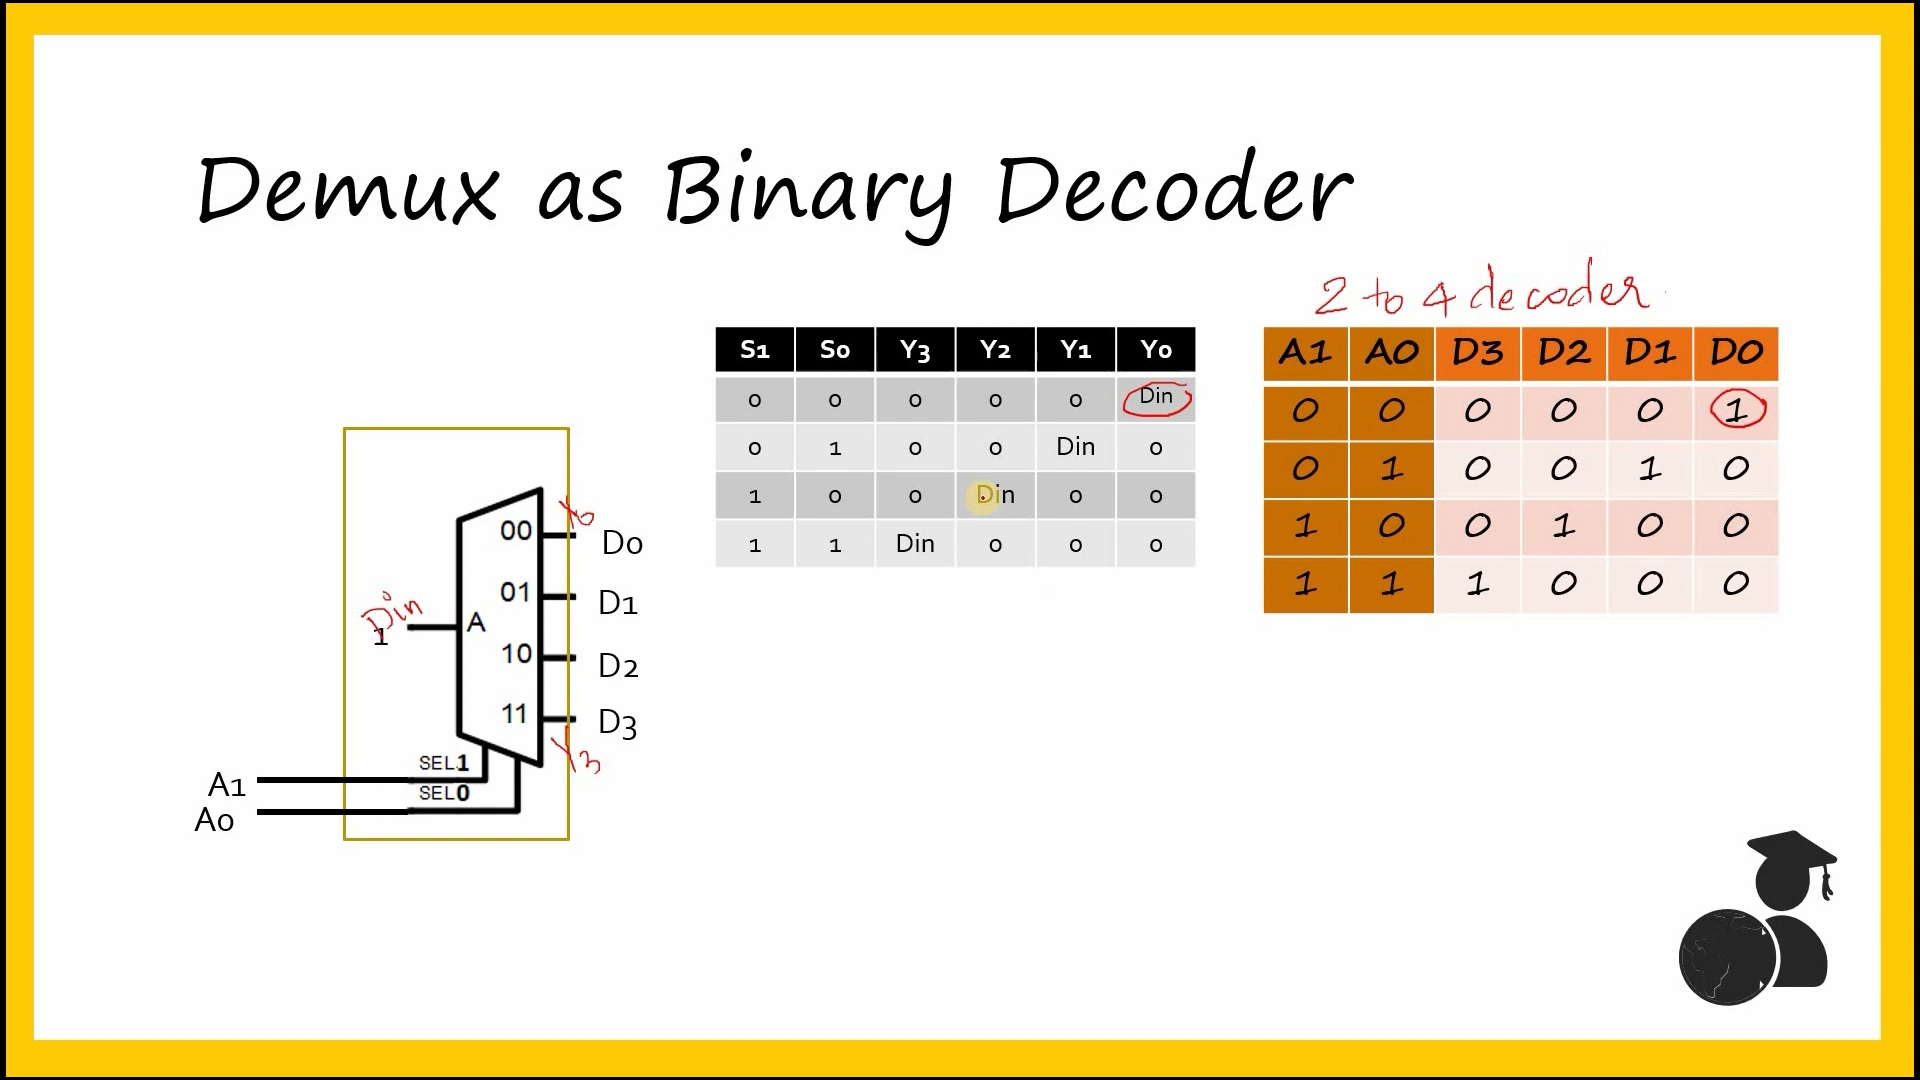 Demux as Binary Decoder
2 to 4 decoder
S1 S0 Y3 Y2 Y1 Y0
0 0 0 0 0 Din
0 1 0 0 Din 0
1 0 0 Din 0 0
1 1 Din 0 0 0
A1 A0 D3 D2 D1 D0
0 0 0 0 0 1
0 1 0 0 1 0
1 0 0 1 0 0
1 1 1 0 0 0
Y0
00 D0
01 D1
Din
1 A
10 D2
11 D3
Y3
SEL1
A1
SEL0
A0